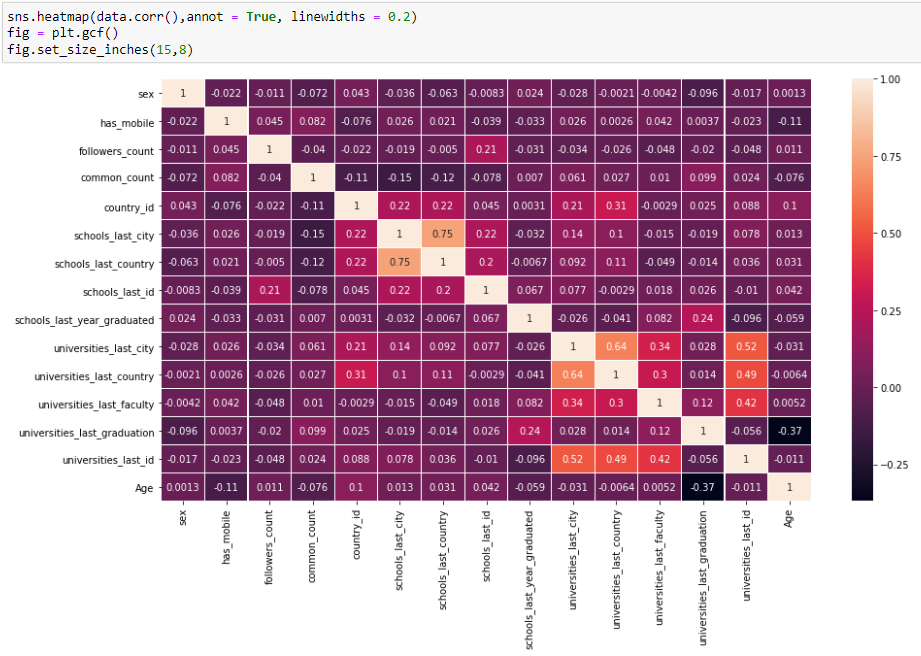 sns.heatmap(data.corr(),annot = True, linewidths = 0.2)
fig = plt.gcf()
fig.set_size_inches(15,8)
sex 1 -0.022 -0.011 -0.072 0.043 -0.036 -0.063 -0.0083 0.024 -0.028 -0.0021 -0.0042 -0.096 -0.017 0.0013
has_mobile -0.022 1 0.045 0.082 -0.076 0.026 0.021 -0.039 -0.033 0.026 0.0026 0.042 0.0037 -0.023 -0.11
followers_count -0.011 0.045 1 -0.04 -0.022 -0.019 -0.005 0.21 -0.031 -0.034 -0.026 -0.048 -0.02 -0.048 0.011
common_count -0.072 0.082 -0.04 1 -0.11 -0.15 -0.12 -0.078 0.007 0.061 0.027 0.01 0.099 0.024 -0.076
country_id 0.043 -0.076 -0.022 -0.11 1 0.22 0.22 0.045 0.0031 0.21 0.31 -0.0029 0.025 0.088 0.1
schools_last_city -0.036 0.026 -0.019 -0.15 0.22 1 0.75 0.22 -0.032 0.14 0.1 -0.015 -0.019 0.078 0.013
schools_last_country -0.063 0.021 -0.005 -0.12 0.22 0.75 1 0.2 -0.0067 0.092 0.11 -0.049 -0.014 0.036 0.031
schools_last_id -0.0083 -0.039 0.21 -0.078 0.045 0.22 0.2 1 0.067 0.077 -0.0029 0.018 0.026 -0.01 0.042
schools_last_year_graduated 0.024 -0.033 -0.031 0.007 0.0031 -0.032 -0.0067 0.067 1 -0.026 -0.041 0.082 0.24 -0.096 -0.059
universities_last_city -0.028 0.026 -0.034 0.061 0.21 0.14 0.092 0.077 -0.026 1 0.64 0.34 0.028 0.52 -0.031
universities_last_country -0.0021 0.0026 -0.026 0.027 0.31 0.1 0.11 -0.0029 -0.041 0.64 1 0.3 0.014 0.49 -0.0064
universities_last_faculty -0.0042 0.042 -0.048 0.01 -0.0029 -0.015 -0.049 0.018 0.082 0.34 0.3 1 0.12 0.42 0.0052
universities_last_graduation -0.096 0.0037 -0.02 0.099 0.025 -0.019 -0.014 0.026 0.24 0.028 0.014 0.12 1 -0.056 -0.37
universities_last_id -0.017 -0.023 -0.048 0.024 0.088 0.078 0.036 -0.01 -0.096 0.52 0.49 0.42 -0.056 1 -0.011
Age 0.0013 -0.11 0.011 -0.076 0.1 0.013 0.031 0.042 -0.059 -0.031 -0.0064 0.0052 -0.37 -0.011 1
sex
has_mobile
followers_count
common_count
country_id
schools_last_city
schools_last_country
schools_last_id
schools_last_year_graduated
universities_last_city
universities_last_country
universities_last_faculty
universities_last_graduation
universities_last_id
Age
1.00
0.75
0.50
0.25
0.00
−0.25